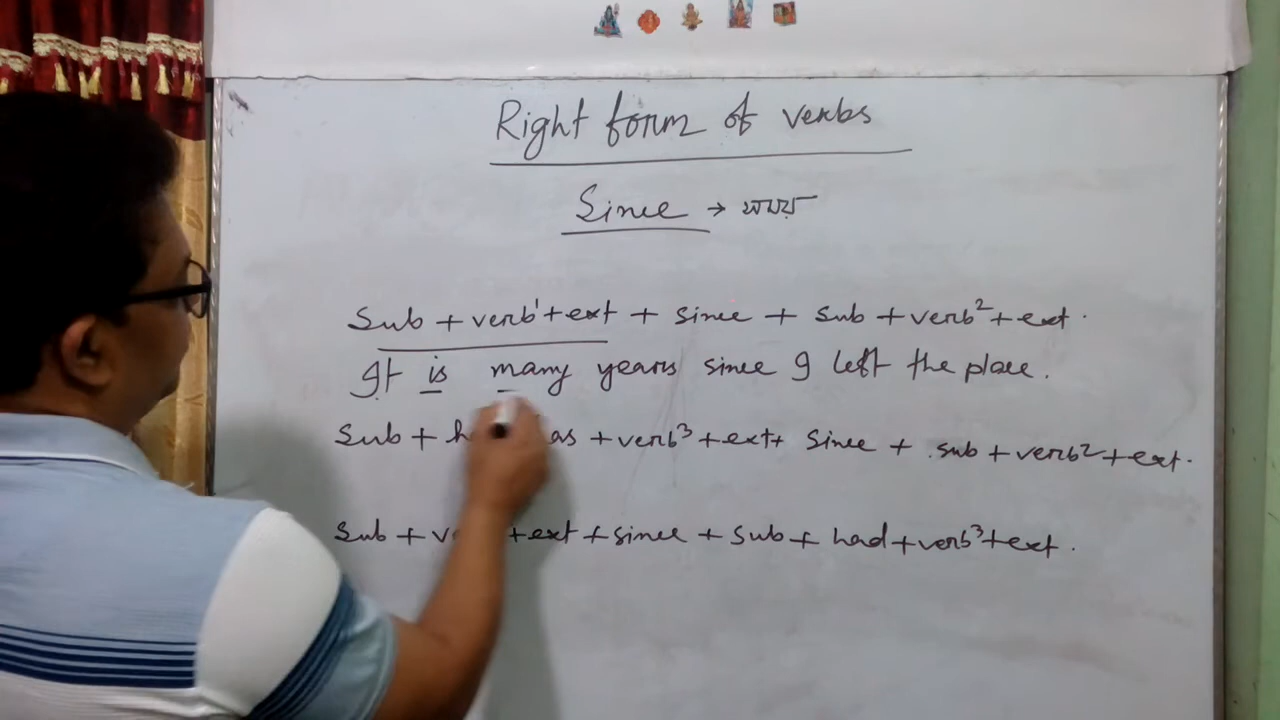 Right form of verbs
Since →
Sub + verb¹ + ext + since + sub + verb² + ext.
It is many years since I left the place.
Sub + as + verb³ + ext + since + sub + verb² + ext.
Sub + + ext + since + sub + had + verb³ + ext.